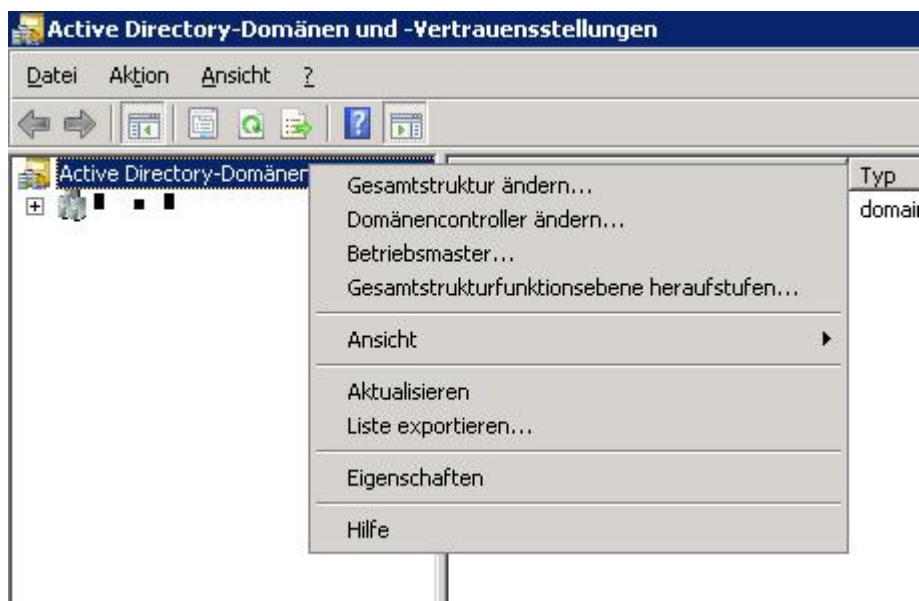 Active Directory-Domänen und -Vertrauensstellungen
Datei Aktion Ansicht ?
Active Directory-Domänen
Typ
domain
Gesamtstruktur ändern...
Domänencontroller ändern...
Betriebsmaster...
Gesamtstrukturfunktionsebene heraufstufen...
Ansicht
Aktualisieren
Liste exportieren...
Eigenschaften
Hilfe